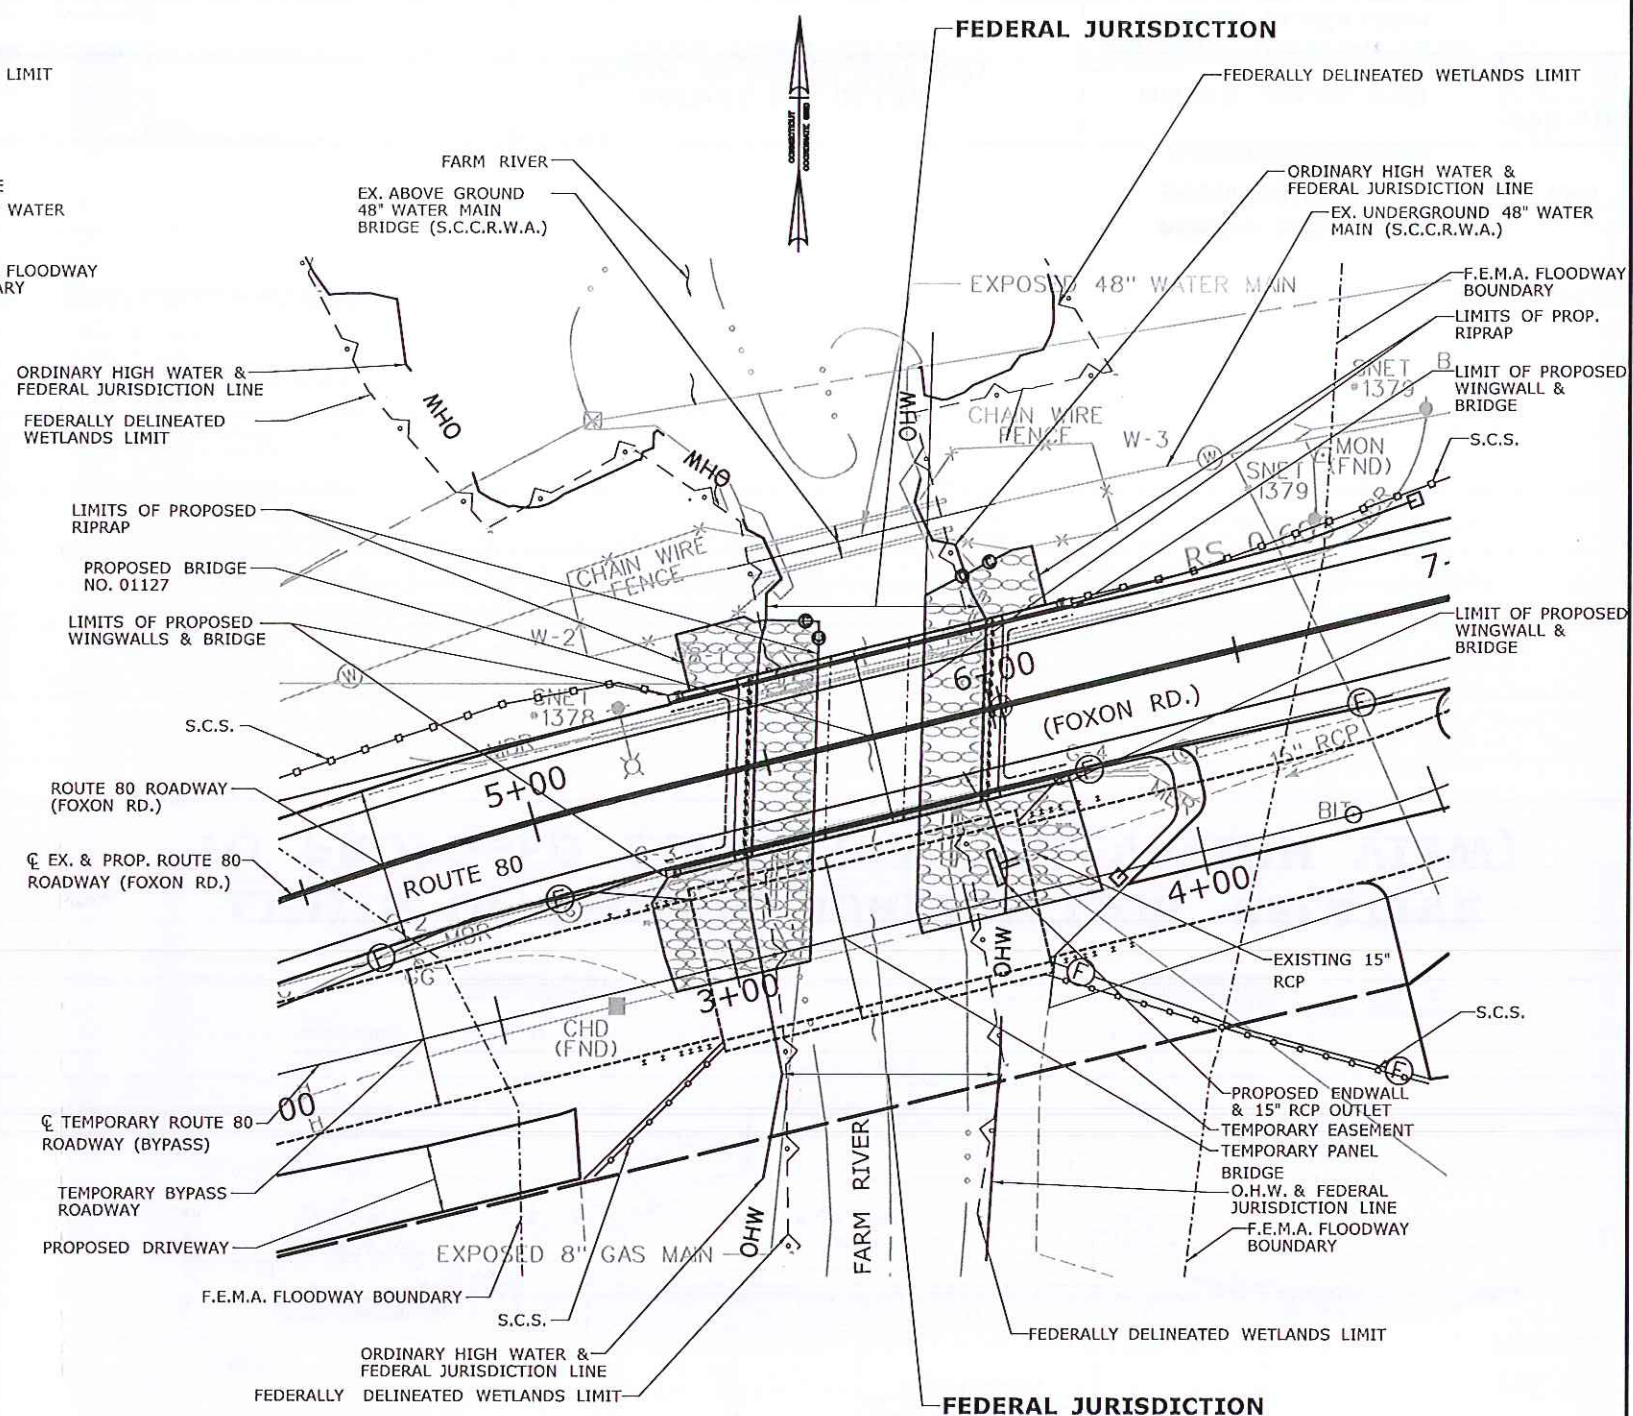 FEDERAL JURISDICTION
LIMIT
FEDERALLY DELINEATED WETLANDS LIMIT
CONNECTICUT
COORDINATE GRID
FARM RIVER
ORDINARY HIGH WATER &
FEDERAL JURISDICTION LINE
EX. ABOVE GROUND
48" WATER MAIN
BRIDGE (S.C.C.R.W.A.)
WATER
EX. UNDERGROUND 48" WATER
MAIN (S.C.C.R.W.A.)
FLOODWAY
ARY
F.E.M.A. FLOODWAY
BOUNDARY
EXPOSED 48" WATER MAIN
LIMITS OF PROP.
RIPRAP
ORDINARY HIGH WATER &
FEDERAL JURISDICTION LINE
SNET
1379
B
LIMIT OF PROPOSED
WINGWALL &
BRIDGE
FEDERALLY DELINEATED
WETLANDS LIMIT
OHW
OHW
CHAIN WIRE
FENCE
W-3
W
MON
(FND)
S.C.S.
OHW
SNET
1379
LIMITS OF PROPOSED
RIPRAP
CHAIN WIRE
FENCE
PROPOSED BRIDGE
NO. 01127
7-
LIMITS OF PROPOSED
WINGWALLS & BRIDGE
W-2
LIMIT OF PROPOSED
WINGWALL &
BRIDGE
W
6+00
SNET
1378
(FOXON RD.)
F
S.C.S.
MBR
15" RCP
G-4
F
5+00
ROUTE 80 ROADWAY
(FOXON RD.)
BIT
G-3
℄ EX. & PROP. ROUTE 80
ROADWAY (FOXON RD.)
ROUTE 80
4+00
F
MBR
F
OHW
EXISTING 15"
RCP
F
3+00
CHD
(FND)
S.C.S.
F
PROPOSED ENDWALL
& 15" RCP OUTLET
00
℄ TEMPORARY ROUTE 80
ROADWAY (BYPASS)
TEMPORARY EASEMENT
TEMPORARY PANEL
BRIDGE
FARM RIVER
TEMPORARY BYPASS
ROADWAY
O.H.W. & FEDERAL
JURISDICTION LINE
OHW
F.E.M.A. FLOODWAY
BOUNDARY
PROPOSED DRIVEWAY
EXPOSED 8" GAS MAIN
F.E.M.A. FLOODWAY BOUNDARY
S.C.S.
FEDERALLY DELINEATED WETLANDS LIMIT
ORDINARY HIGH WATER &
FEDERAL JURISDICTION LINE
FEDERALLY DELINEATED WETLANDS LIMIT
FEDERAL JURISDICTION